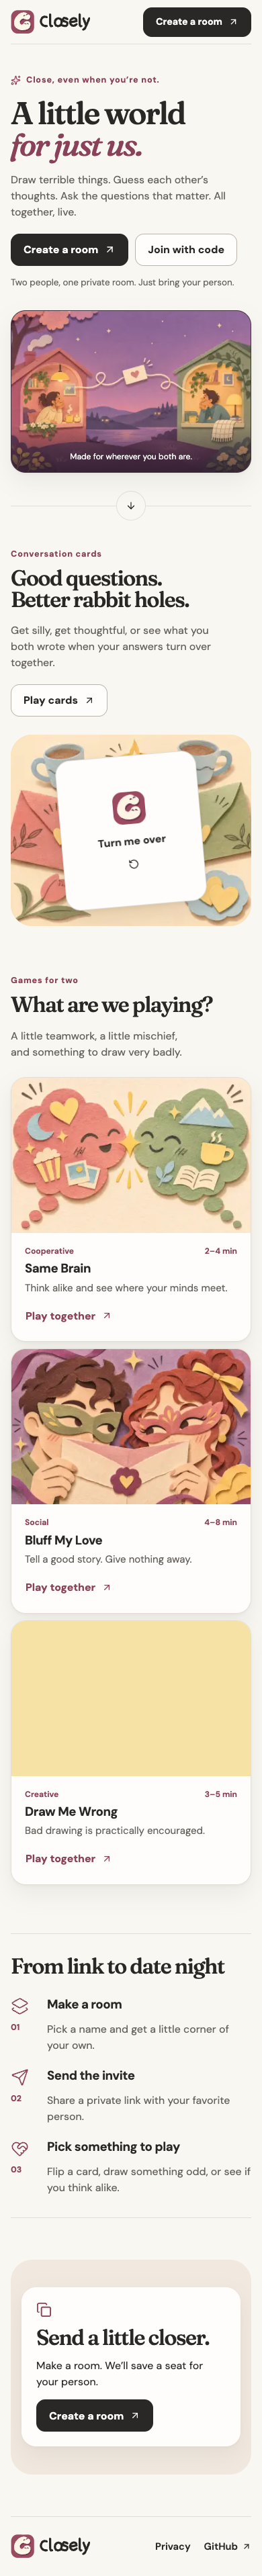 Closely
Create a room
Close, even when you're not.
A little world
for just us.
Draw terrible things. Guess each other's
thoughts. Ask the questions that matter. All
together, live.
Create a room
Join with code
Two people, one private room. Just bring your person.
Made for wherever you both are.
Conversation cards
Good questions.
Better rabbit holes.
Get silly, get thoughtful, or see what you
both wrote when your answers turn over
together.
Play cards
Turn me over
Games for two
What are we playing?
A little teamwork, a little mischief,
and something to draw very badly.
Cooperative 2–4 min
Same Brain
Think alike and see where your minds meet.
Play together
Social 4–8 min
Bluff My Love
Tell a good story. Give nothing away.
Play together
Creative 3–5 min
Draw Me Wrong
Bad drawing is practically encouraged.
Play together
From link to date night
01
Make a room
Pick a name and get a little corner of
your own.
02
Send the invite
Share a private link with your favorite
person.
03
Pick something to play
Flip a card, draw something odd, or see if
you think alike.
Send a little closer.
Make a room. We'll save a seat for
your person.
Create a room
Closely
Privacy GitHub